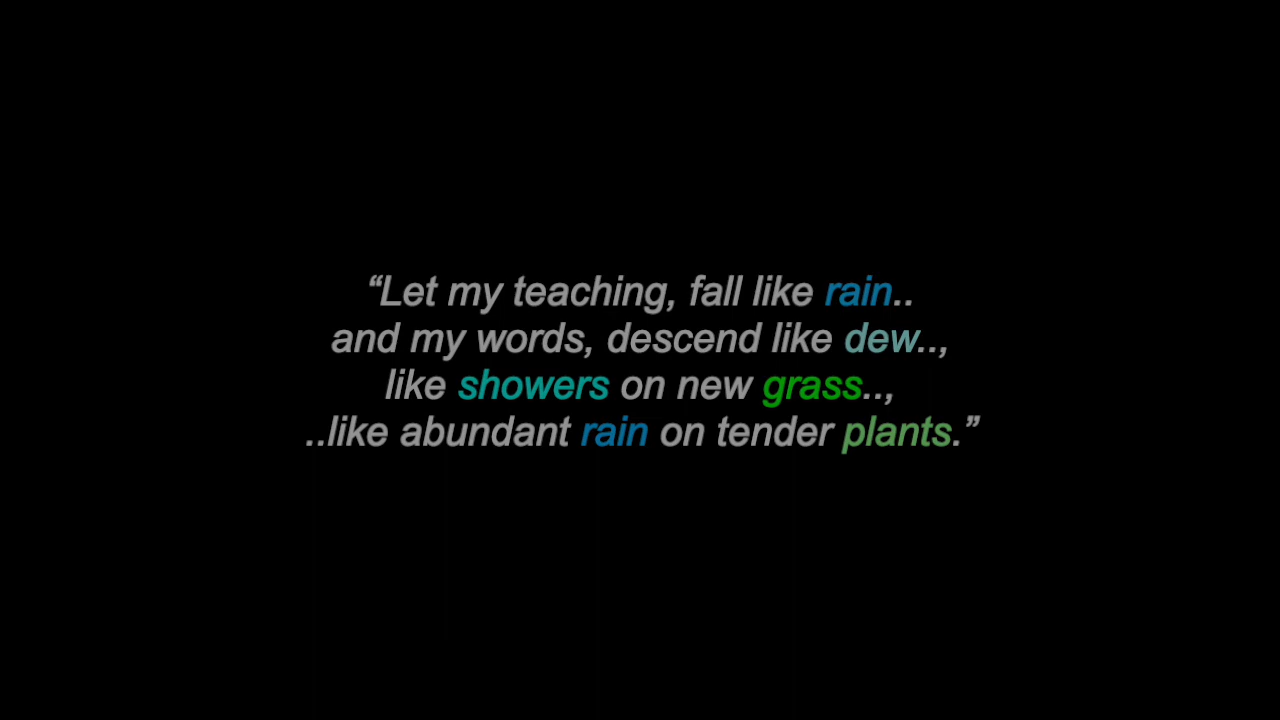 “Let my teaching, fall like rain..
and my words, descend like dew..,
like showers on new grass..,
..like abundant rain on tender plants.”